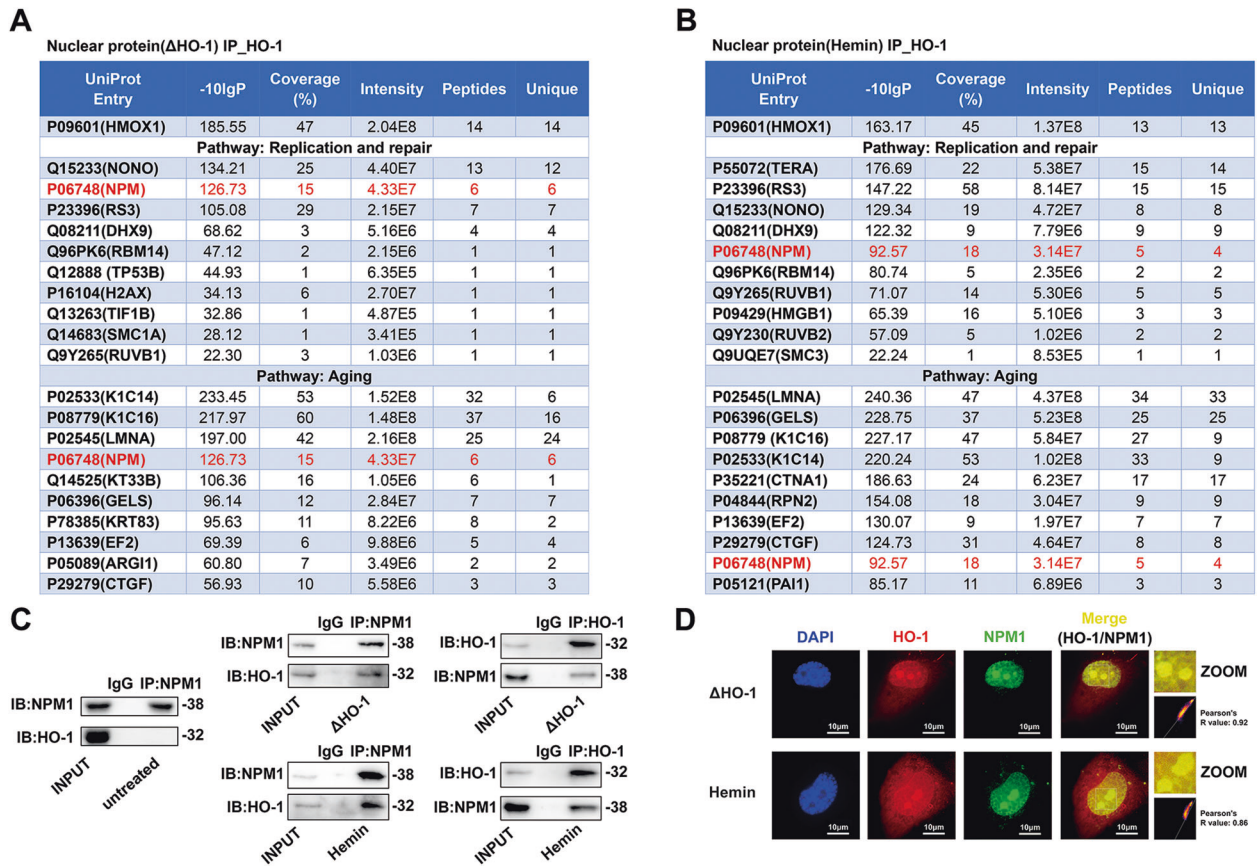 A
Nuclear protein(ΔHO-1) IP_HO-1
UniProt Entry -10lgP Coverage (%) Intensity Peptides Unique
P09601(HMOX1) 185.55 47 2.04E8 14 14
Pathway: Replication and repair
Q15233(NONO) 134.21 25 4.40E7 13 12
P06748(NPM) 126.73 15 4.33E7 6 6
P23396(RS3) 105.08 29 2.15E7 7 7
Q08211(DHX9) 68.62 3 5.16E6 4 4
Q96PK6(RBM14) 47.12 2 2.15E6 1 1
Q12888 (TP53B) 44.93 1 6.35E5 1 1
P16104(H2AX) 34.13 6 2.70E7 1 1
Q13263(TIF1B) 32.86 1 4.87E5 1 1
Q14683(SMC1A) 28.12 1 3.41E5 1 1
Q9Y265(RUVB1) 22.30 3 1.03E6 1 1
Pathway: Aging
P02533(K1C14) 233.45 53 1.52E8 32 6
P08779(K1C16) 217.97 60 1.48E8 37 16
P02545(LMNA) 197.00 42 2.16E8 25 24
P06748(NPM) 126.73 15 4.33E7 6 6
Q14525(KT33B) 106.36 16 1.05E6 6 1
P06396(GELS) 96.14 12 2.84E7 7 7
P78385(KRT83) 95.63 11 8.22E6 8 2
P13639(EF2) 69.39 6 9.88E6 5 4
P05089(ARGI1) 60.80 7 3.49E6 2 2
P29279(CTGF) 56.93 10 5.58E6 3 3
B
Nuclear protein(Hemin) IP_HO-1
UniProt Entry -10lgP Coverage (%) Intensity Peptides Unique
P09601(HMOX1) 163.17 45 1.37E8 13 13
Pathway: Replication and repair
P55072(TERA) 176.69 22 5.38E7 15 14
P23396(RS3) 147.22 58 8.14E7 15 15
Q15233(NONO) 129.34 19 4.72E7 8 8
Q08211(DHX9) 122.32 9 7.79E6 9 9
P06748(NPM) 92.57 18 3.14E7 5 4
Q96PK6(RBM14) 80.74 5 2.35E6 2 2
Q9Y265(RUVB1) 71.07 14 5.30E6 5 5
P09429(HMGB1) 65.39 16 5.10E6 3 3
Q9Y230(RUVB2) 57.09 5 1.02E6 2 2
Q9UQE7(SMC3) 22.24 1 8.53E5 1 1
Pathway: Aging
P02545(LMNA) 240.36 47 4.37E8 34 33
P06396(GELS) 228.75 37 5.23E8 25 25
P08779 (K1C16) 227.17 47 5.84E7 27 9
P02533(K1C14) 220.24 53 1.02E8 33 9
P35221(CTNA1) 186.63 24 6.23E7 17 17
P04844(RPN2) 154.08 18 3.04E7 9 9
P13639(EF2) 130.07 9 1.97E7 7 7
P29279(CTGF) 124.73 31 4.64E7 8 8
P06748(NPM) 92.57 18 3.14E7 5 4
P05121(PAI1) 85.17 11 6.89E6 3 3
C
IgG IP:NPM1
IB:NPM1 -38
IB:HO-1 -32
INPUT untreated
IgG IP:NPM1
IB:NPM1 -38
IB:HO-1 -32
INPUT ΔHO-1
IgG IP:HO-1
IB:HO-1 -32
IB:NPM1 -38
INPUT ΔHO-1
IgG IP:NPM1
IB:NPM1 -38
IB:HO-1 -32
INPUT Hemin
IgG IP:HO-1
IB:HO-1 -32
IB:NPM1 -38
INPUT Hemin
D
DAPI HO-1 NPM1 Merge (HO-1/NPM1)
ΔHO-1
10μm 10μm 10μm 10μm
ZOOM
Pearson's
R value: 0.92
Hemin
10μm 10μm 10μm 10μm
ZOOM
Pearson's
R value: 0.86